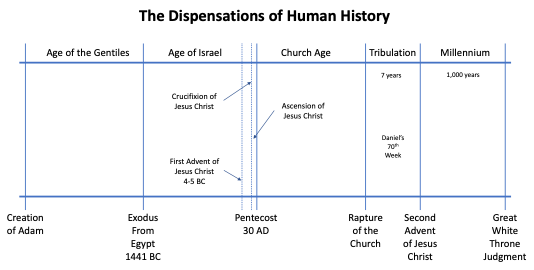 The Dispensations of Human History
Age of the Gentiles
Age of Israel
Church Age
Tribulation
Millennium
7 years
1,000 years
Crucifixion of
Jesus Christ
Ascension of
Jesus Christ
Daniel's
70th
Week
First Advent of
Jesus Christ
4-5 BC
Creation
of Adam
Exodus
From
Egypt
1441 BC
Pentecost
30 AD
Rapture
of the
Church
Second
Advent
of Jesus
Christ
Great
White
Throne
Judgment